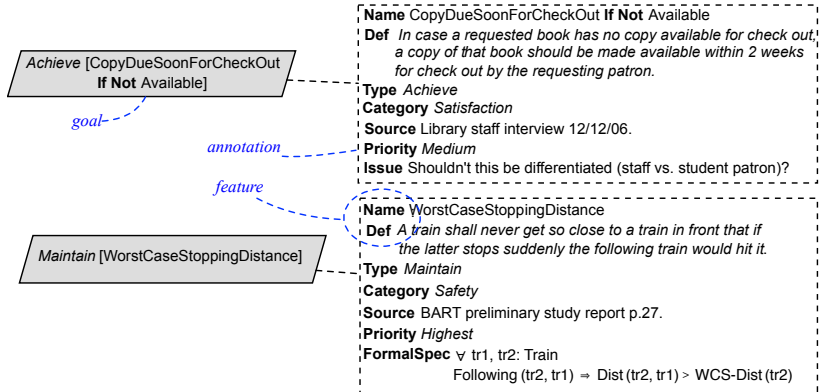 Name CopyDueSoonForCheckOut If Not Available
Def In case a requested book has no copy available for check out,
a copy of that book should be made available within 2 weeks
for check out by the requesting patron.
Type Achieve
Category Satisfaction
Source Library staff interview 12/12/06.
Priority Medium
Issue Shouldn't this be differentiated (staff vs. student patron)?
Achieve [CopyDueSoonForCheckOut
If Not Available]
goal
annotation
feature
Name WorstCaseStoppingDistance
Def A train shall never get so close to a train in front that if
the latter stops suddenly the following train would hit it.
Type Maintain
Category Safety
Source BART preliminary study report p.27.
Priority Highest
FormalSpec ∀ tr1, tr2: Train
Following (tr2, tr1) ⇒ Dist (tr2, tr1) > WCS-Dist (tr2)
Maintain [WorstCaseStoppingDistance]